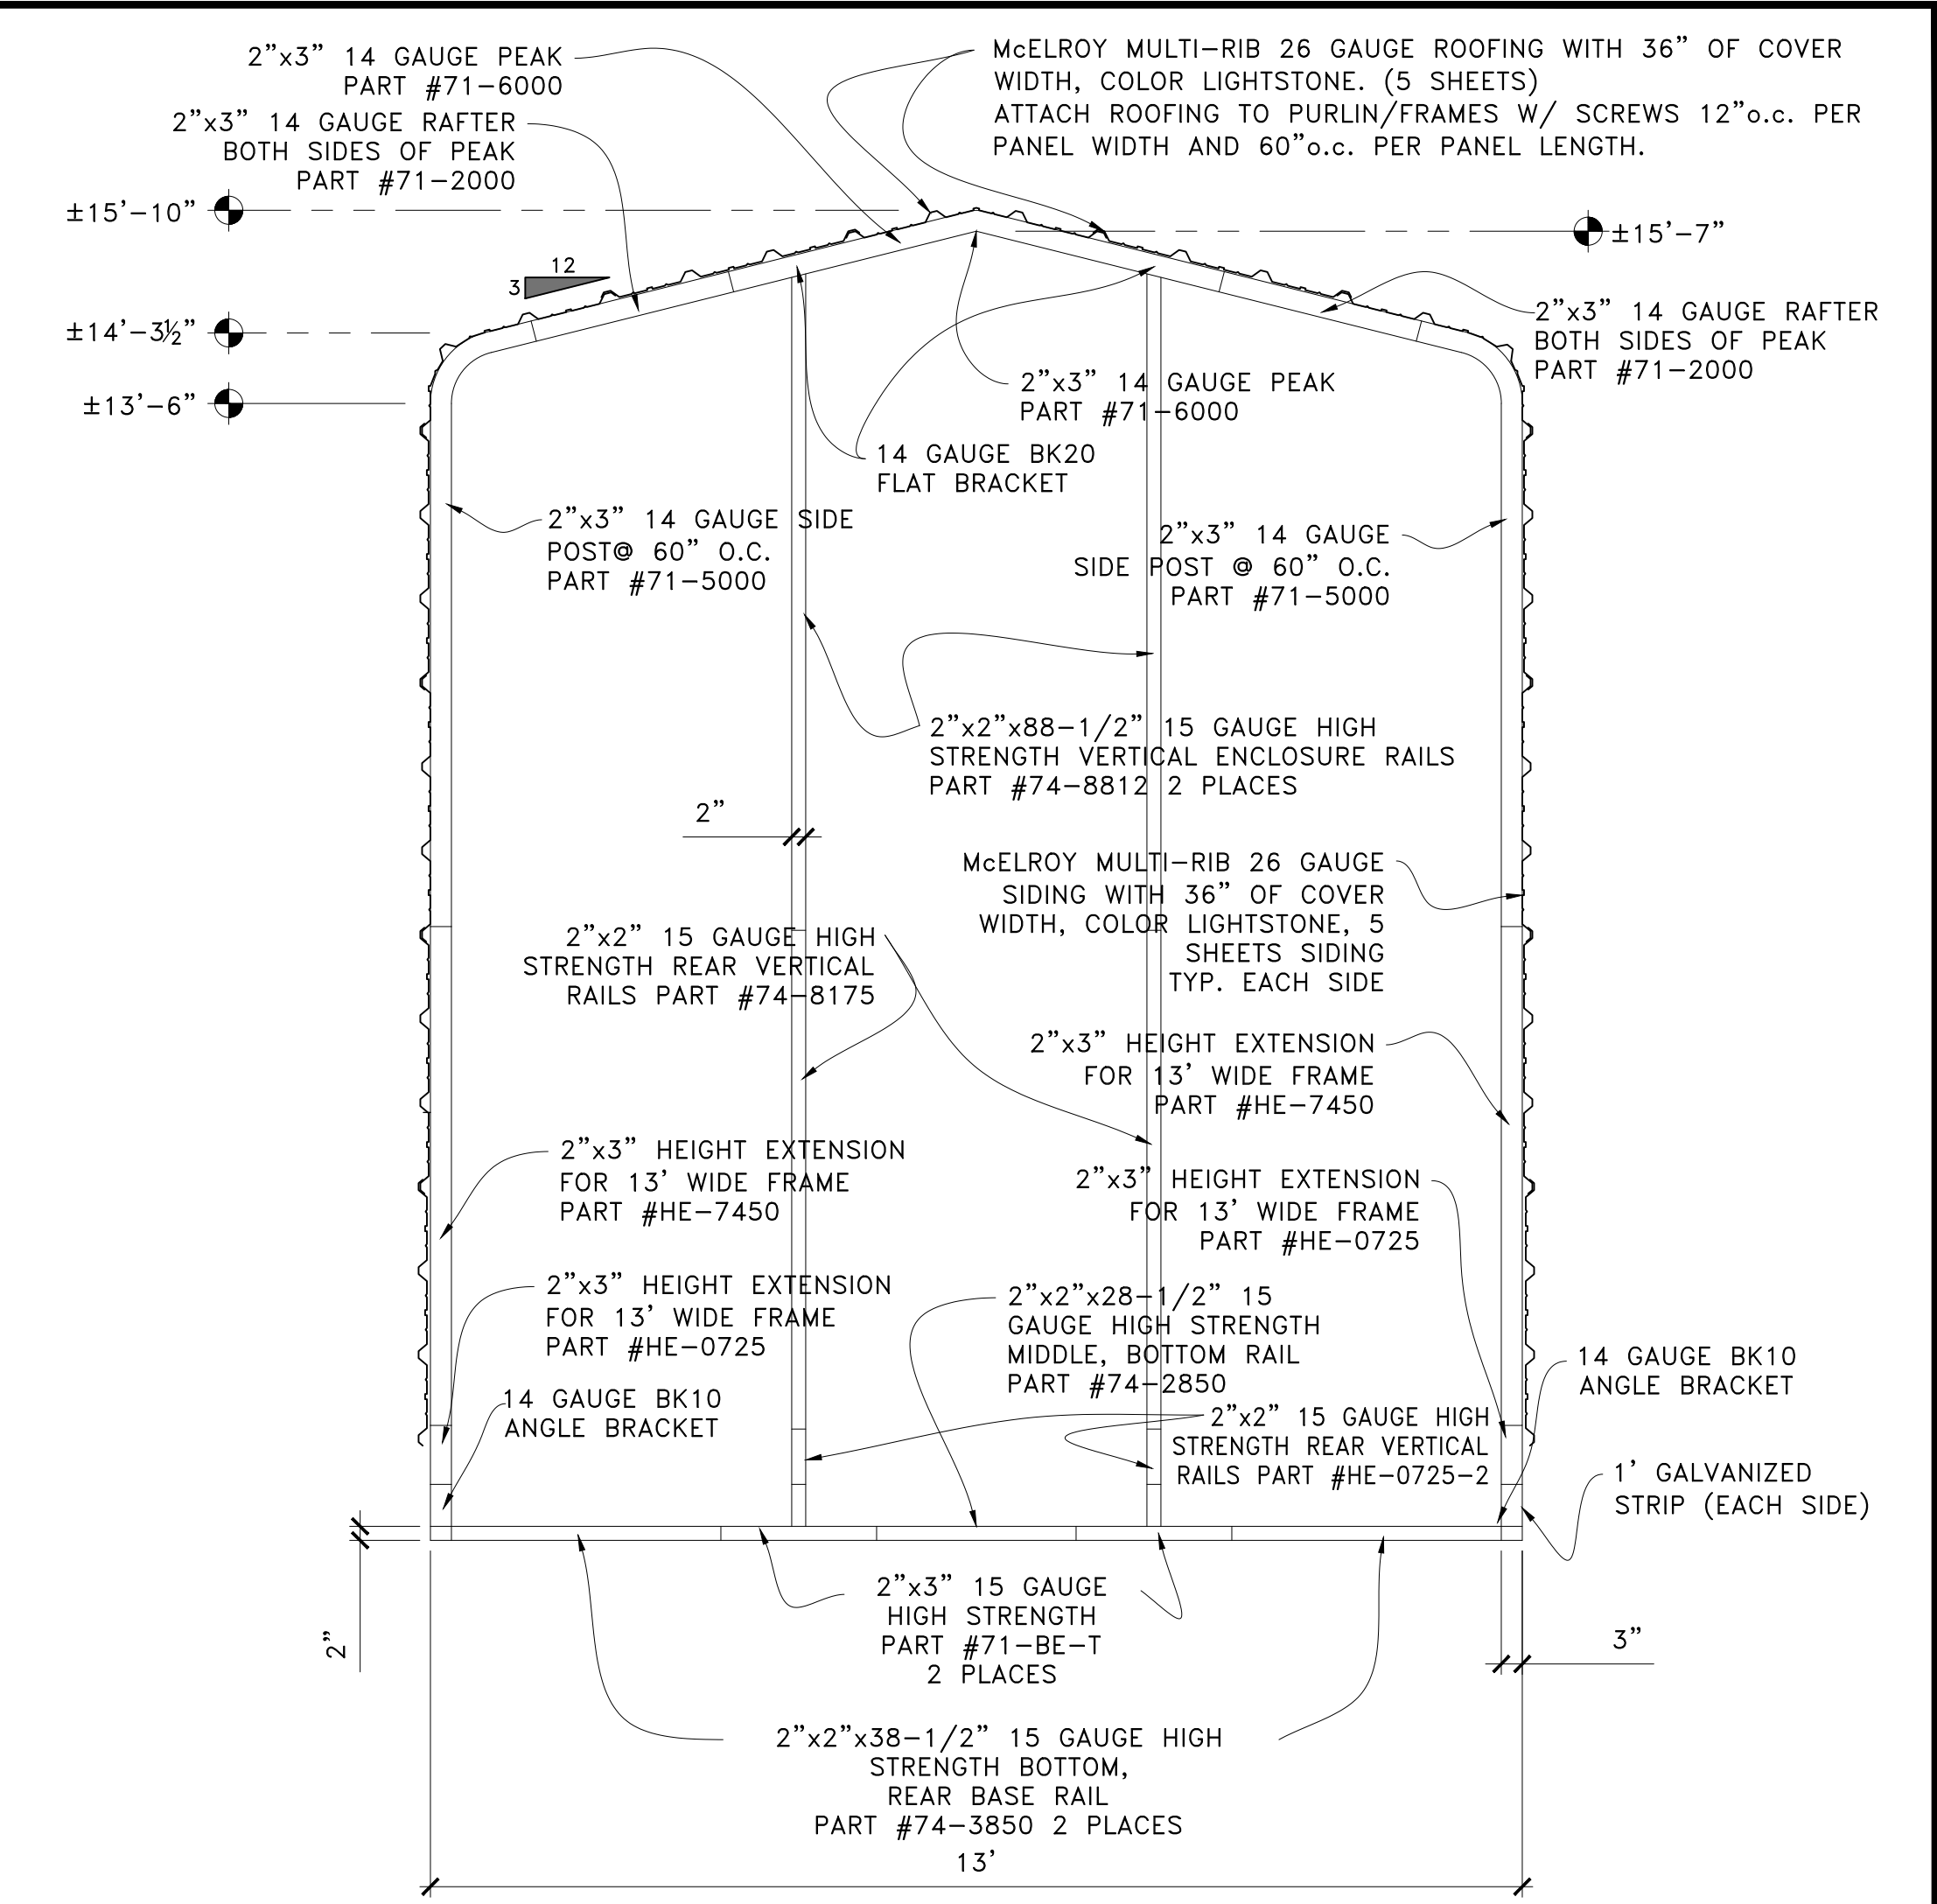 2”x3” 14 GAUGE PEAK
PART #71-6000
McELROY MULTI-RIB 26 GAUGE ROOFING WITH 36” OF COVER
WIDTH, COLOR LIGHTSTONE. (5 SHEETS)
ATTACH ROOFING TO PURLIN/FRAMES W/ SCREWS 12”o.c. PER
PANEL WIDTH AND 60”o.c. PER PANEL LENGTH.
2”x3” 14 GAUGE RAFTER
BOTH SIDES OF PEAK
PART #71-2000
±15’-10”
±15’-7”
12
3
±14’-3½”
±13’-6”
2”x3” 14 GAUGE RAFTER
BOTH SIDES OF PEAK
PART #71-2000
2”x3” 14 GAUGE PEAK
PART #71-6000
14 GAUGE BK20
FLAT BRACKET
2”x3” 14 GAUGE SIDE
POST@ 60” O.C.
PART #71-5000
2”x3” 14 GAUGE
SIDE POST @ 60” O.C.
PART #71-5000
2”x2”x88-1/2” 15 GAUGE HIGH
STRENGTH VERTICAL ENCLOSURE RAILS
PART #74-8812 2 PLACES
2”
McELROY MULTI-RIB 26 GAUGE
SIDING WITH 36” OF COVER
WIDTH, COLOR LIGHTSTONE, 5
SHEETS SIDING
TYP. EACH SIDE
2”x2” 15 GAUGE HIGH
STRENGTH REAR VERTICAL
RAILS PART #74-8175
2”x3” HEIGHT EXTENSION
FOR 13’ WIDE FRAME
PART #HE-7450
2”x3” HEIGHT EXTENSION
FOR 13’ WIDE FRAME
PART #HE-7450
2”x3” HEIGHT EXTENSION
FOR 13’ WIDE FRAME
PART #HE-0725
2”x3” HEIGHT EXTENSION
FOR 13’ WIDE FRAME
PART #HE-0725
2”x2”x28-1/2” 15
GAUGE HIGH STRENGTH
MIDDLE, BOTTOM RAIL
PART #74-2850
14 GAUGE BK10
ANGLE BRACKET
14 GAUGE BK10
ANGLE BRACKET
2”x2” 15 GAUGE HIGH
STRENGTH REAR VERTICAL
RAILS PART #HE-0725-2
1’ GALVANIZED
STRIP (EACH SIDE)
2”x3” 15 GAUGE
HIGH STRENGTH
PART #71-BE-T
2 PLACES
2”
3”
2”x2”x38-1/2” 15 GAUGE HIGH
STRENGTH BOTTOM,
REAR BASE RAIL
PART #74-3850 2 PLACES
13’